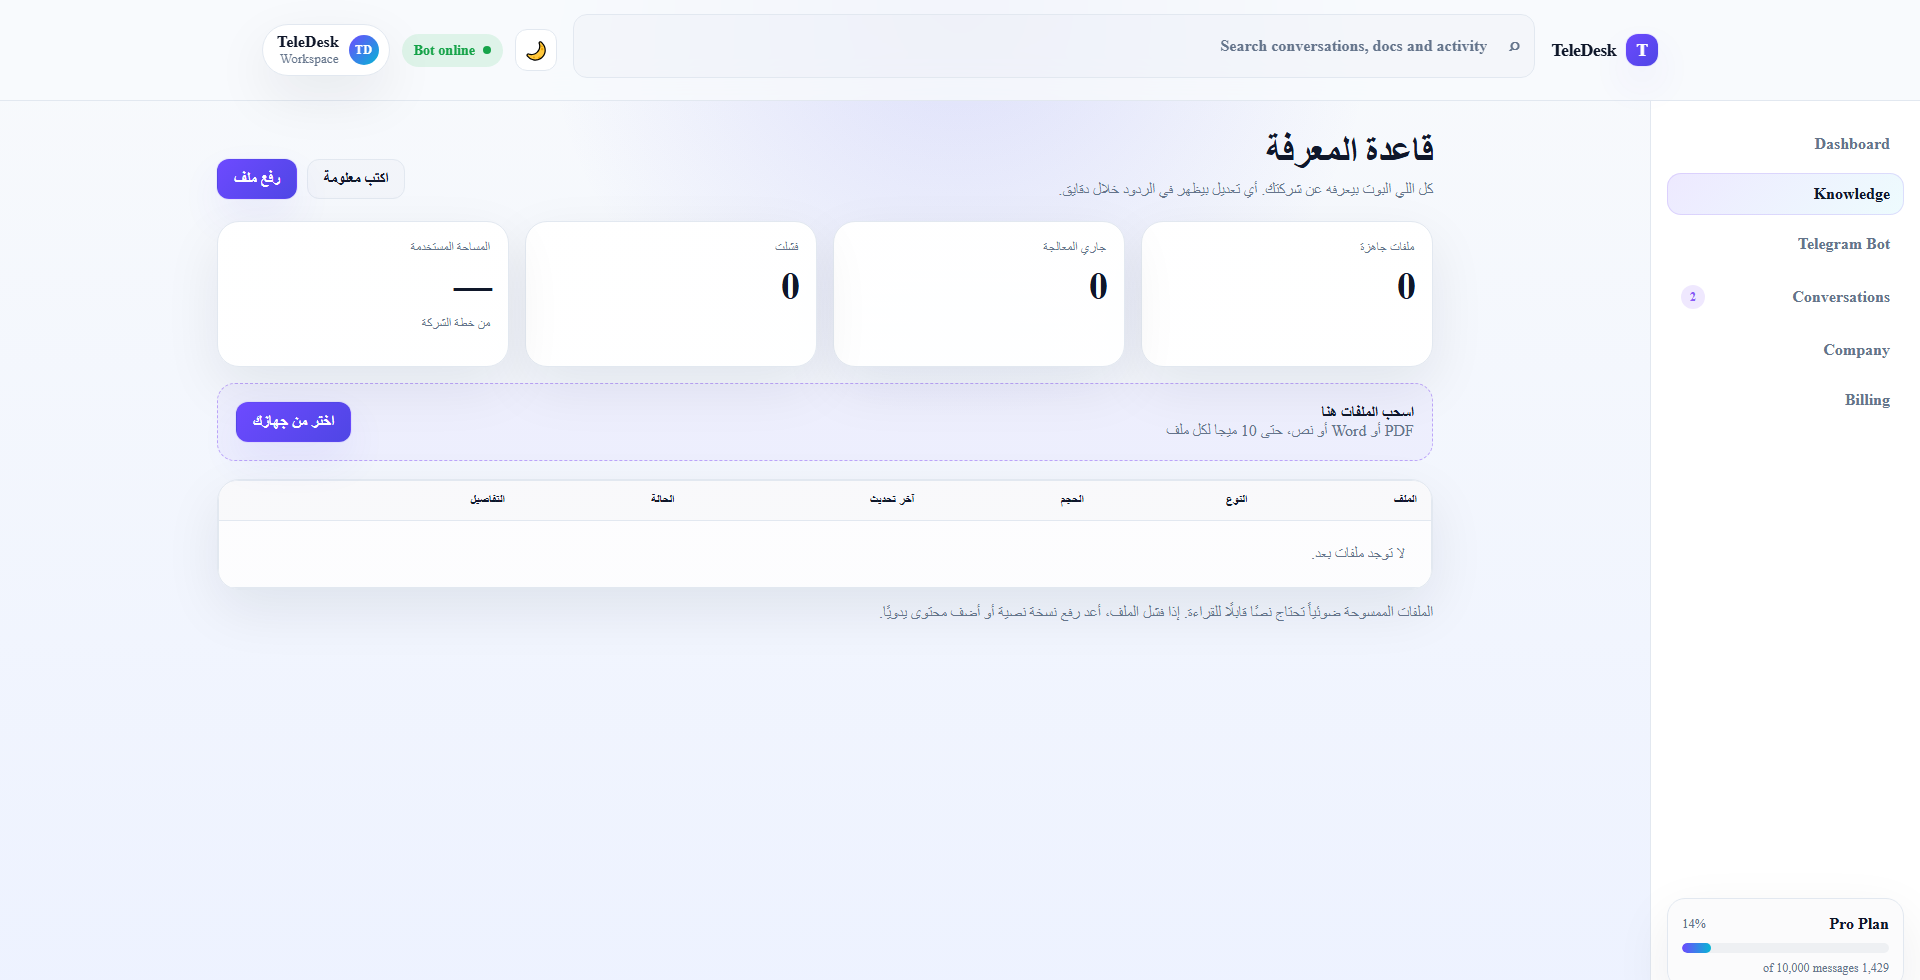 T TeleDesk
Search conversations, docs and activity
Bot online
TD TeleDesk
Workspace
Dashboard
Knowledge
Telegram Bot
Conversations 2
Company
Billing
Pro Plan 14%
of 10,000 messages 1,429
قاعدة المعرفة
كل اللي البوت بيعرفه عن شركتك. أي تعديل بيظهر في الردود خلال دقايق.
اكتب معلومة
رفع ملف
ملفات جاهزة
0
جاري المعالجة
0
فشلت
0
المساحة المستخدمة
—
من خطة الشركة
اسحب الملفات هنا
PDF أو Word أو نص، حتى 10 ميجا لكل ملف
اختر من جهازك
الملف النوع الحجم آخر تحديث الحالة التفاصيل
لا توجد ملفات بعد.
الملفات الممسوحة ضوئياً تحتاج نصًا قابلًا للقراءة. إذا فشل الملف، أعد رفع نسخة نصية أو أضف محتوى يدويًا.